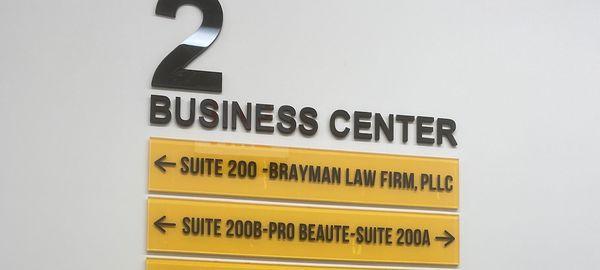 2
BUSINESS CENTER
← SUITE 200 -BRAYMAN LAW FIRM, PLLC
← SUITE 200B-PRO BEAUTE-SUITE 200A →